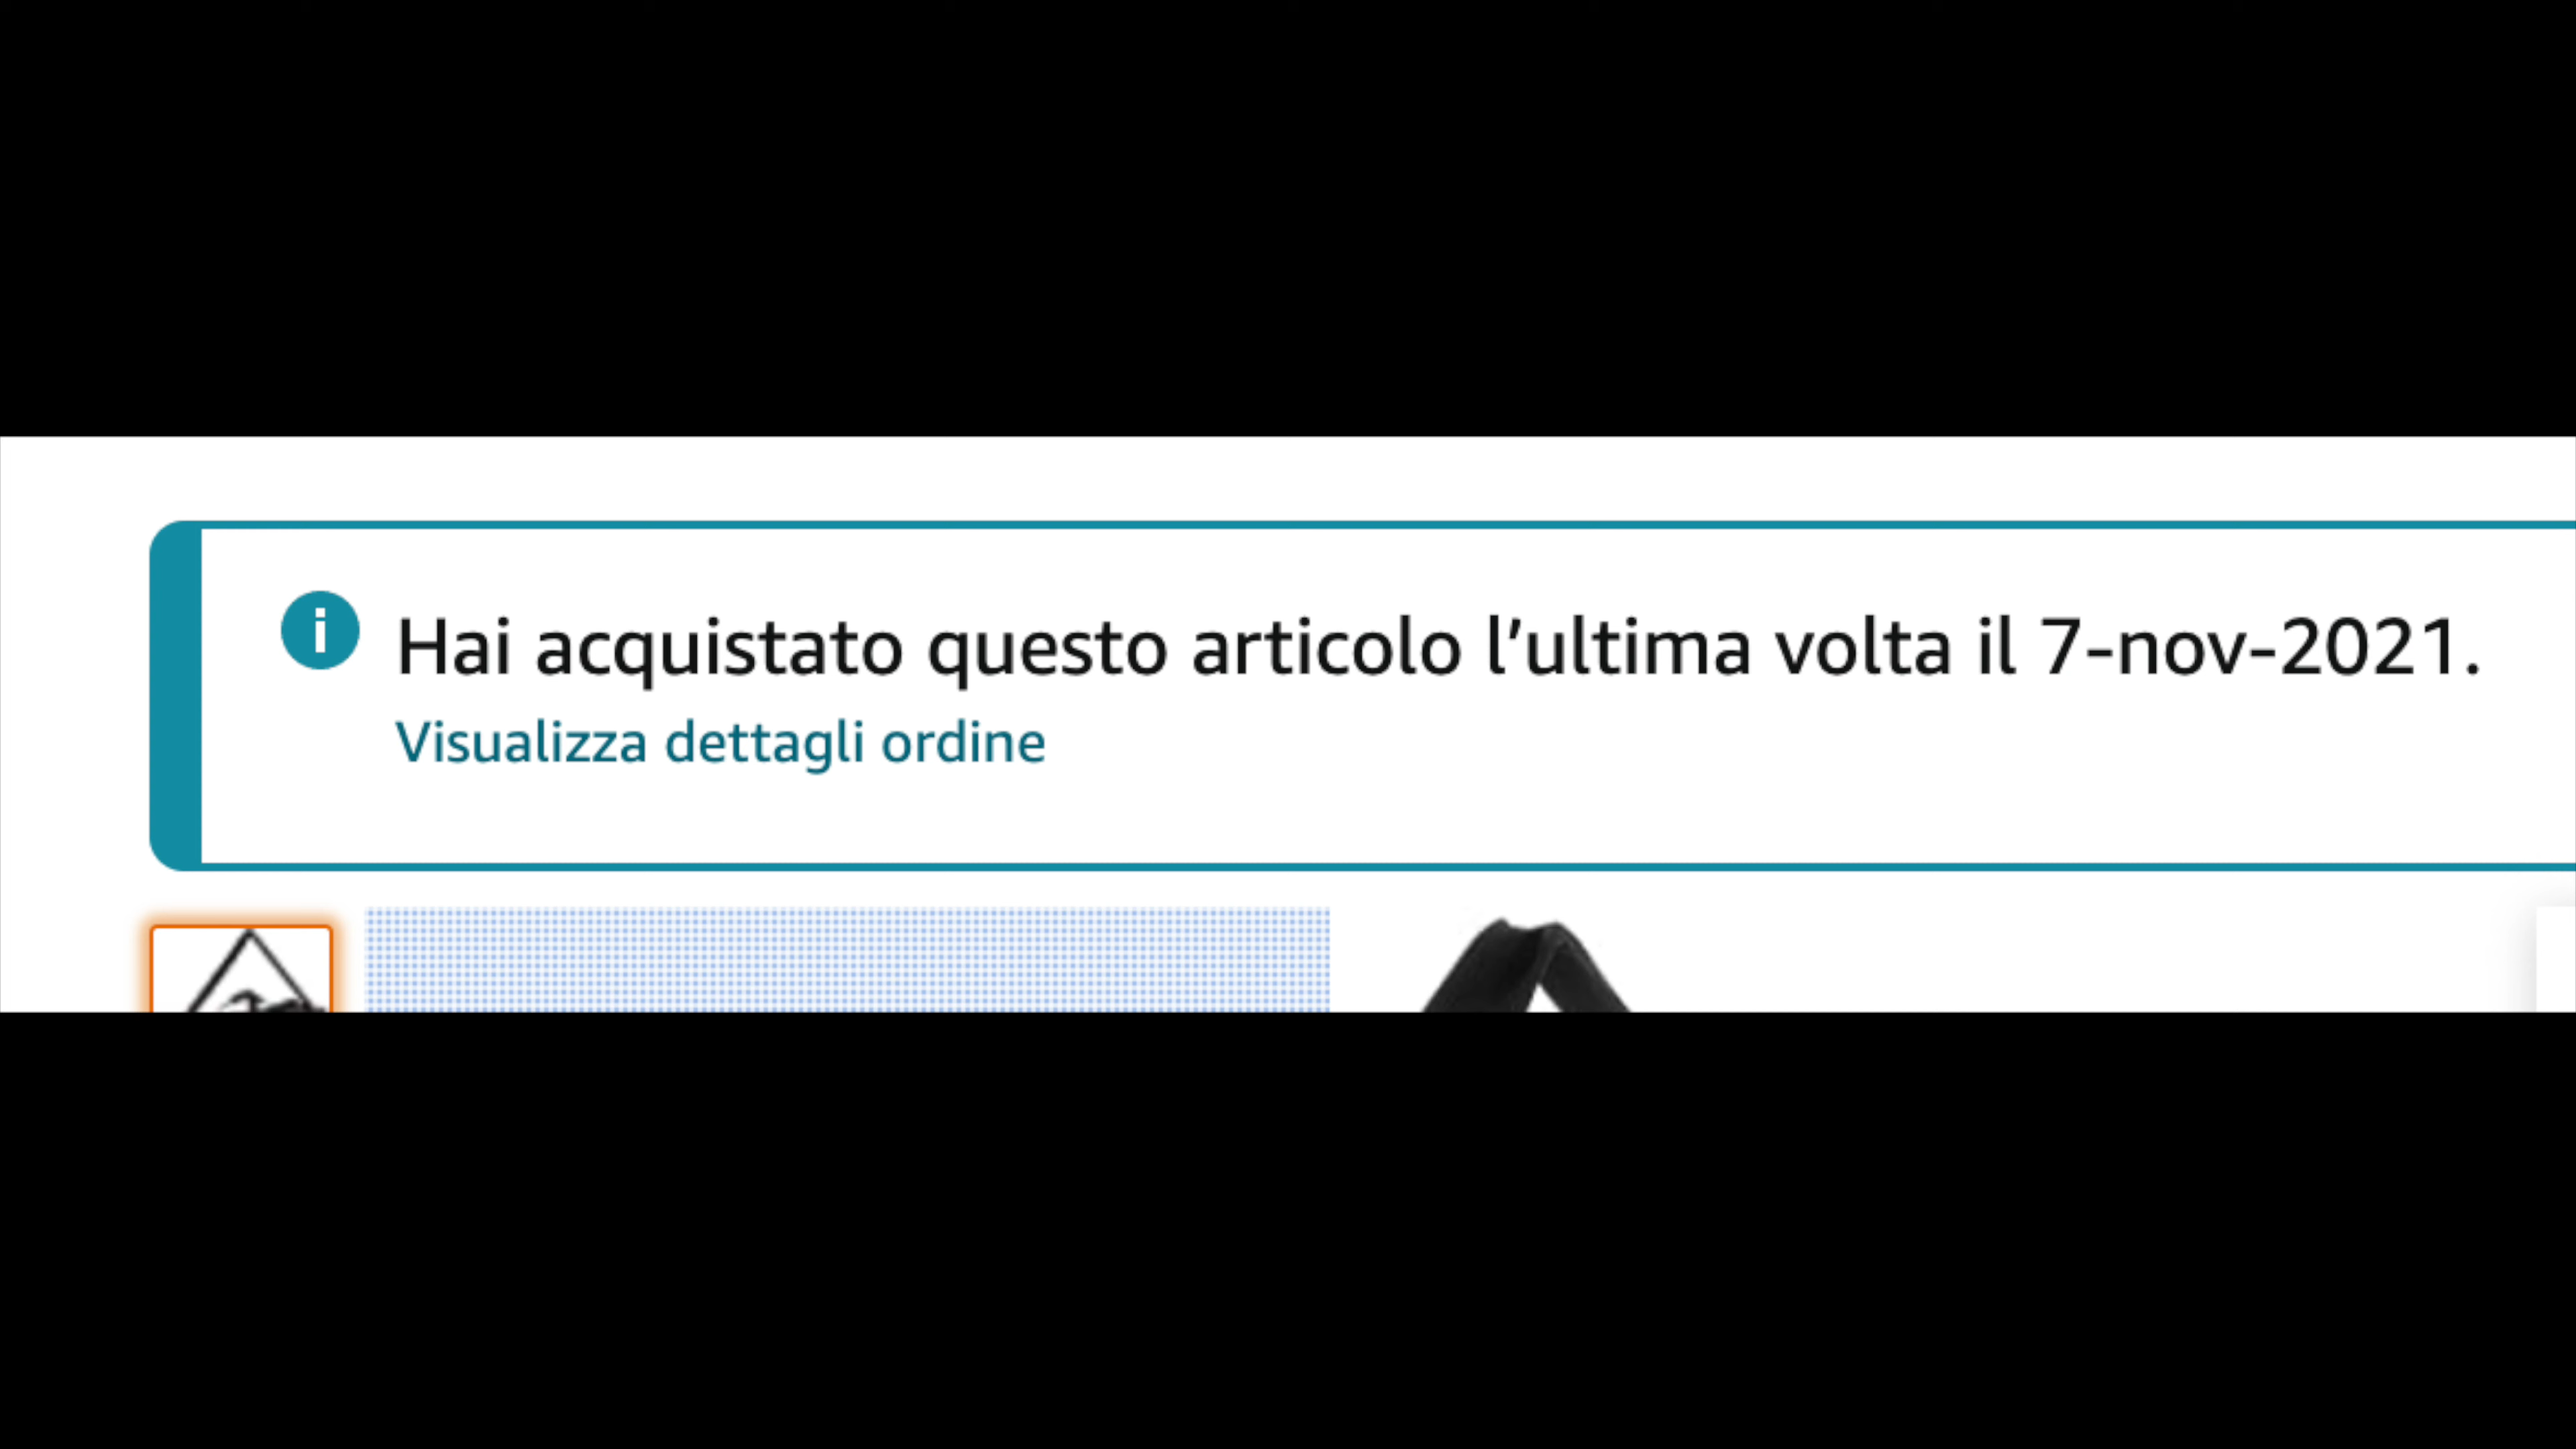 Hai acquistato questo articolo l’ultima volta il 7-nov-2021.
Visualizza dettagli ordine